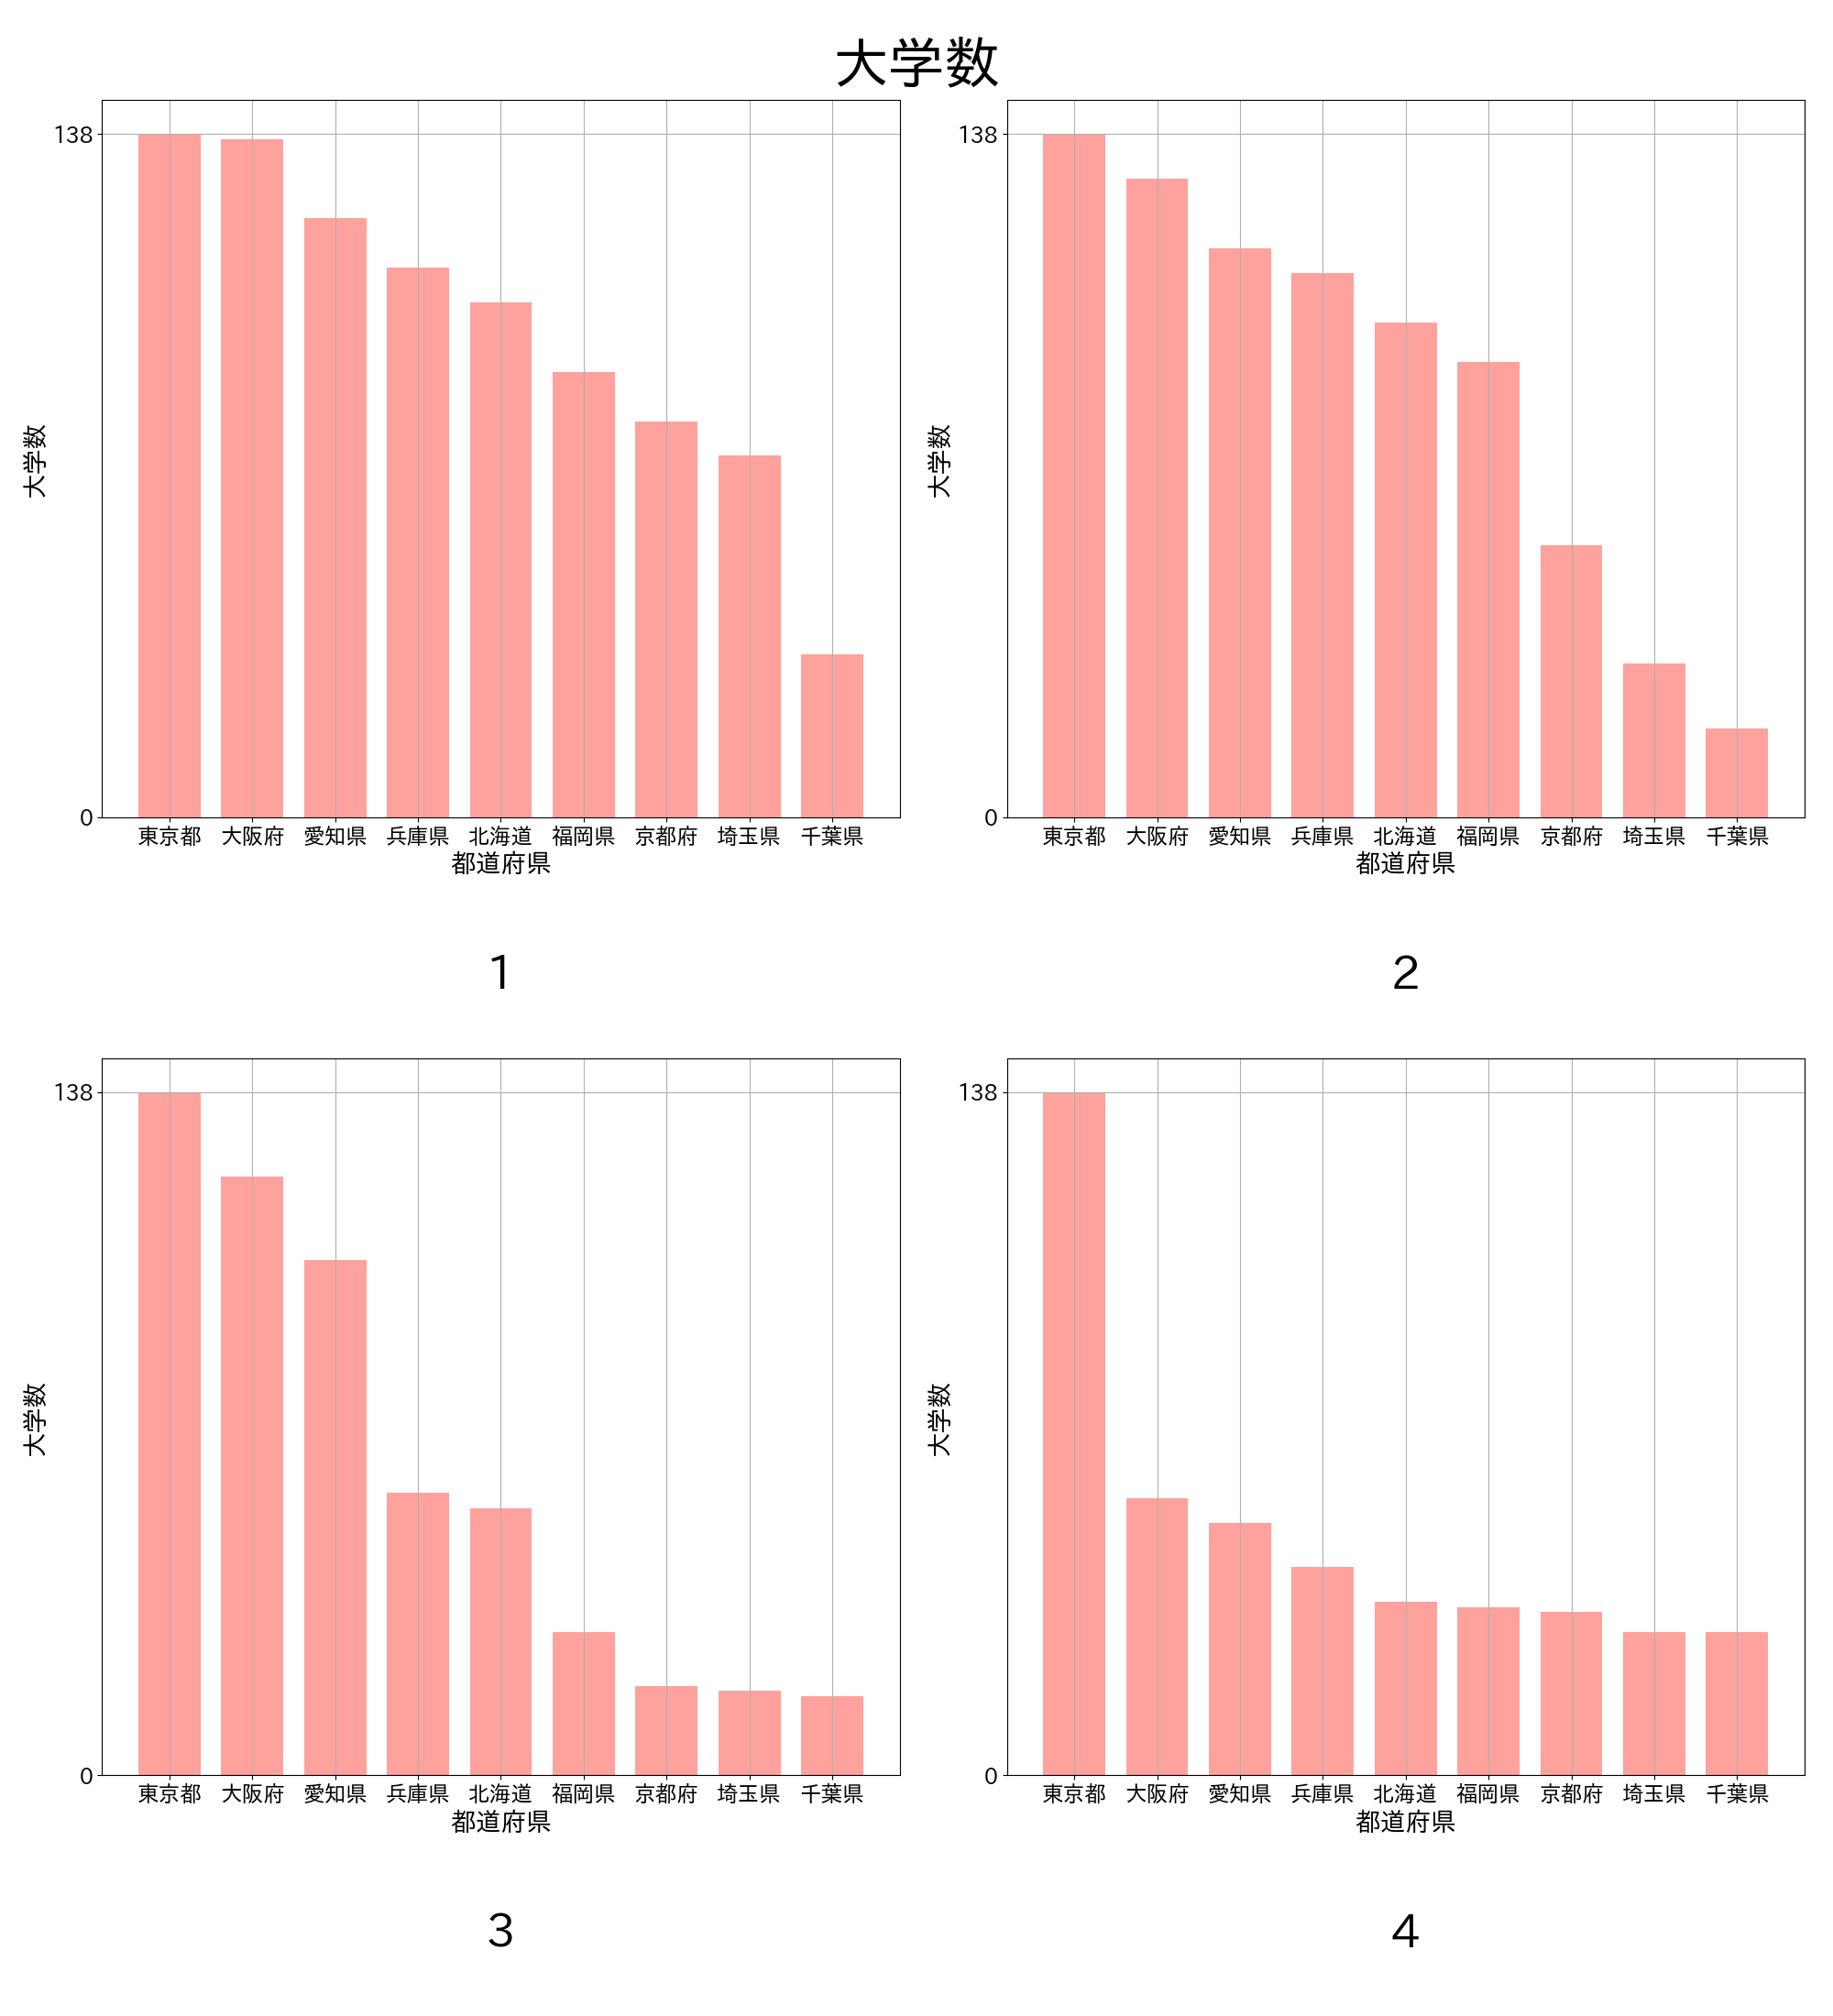 大学数
138
0
大学数
東京都 大阪府 愛知県 兵庫県 北海道 福岡県 京都府 埼玉県 千葉県
都道府県
1
138
0
大学数
東京都 大阪府 愛知県 兵庫県 北海道 福岡県 京都府 埼玉県 千葉県
都道府県
2
138
0
大学数
東京都 大阪府 愛知県 兵庫県 北海道 福岡県 京都府 埼玉県 千葉県
都道府県
3
138
0
大学数
東京都 大阪府 愛知県 兵庫県 北海道 福岡県 京都府 埼玉県 千葉県
都道府県
4